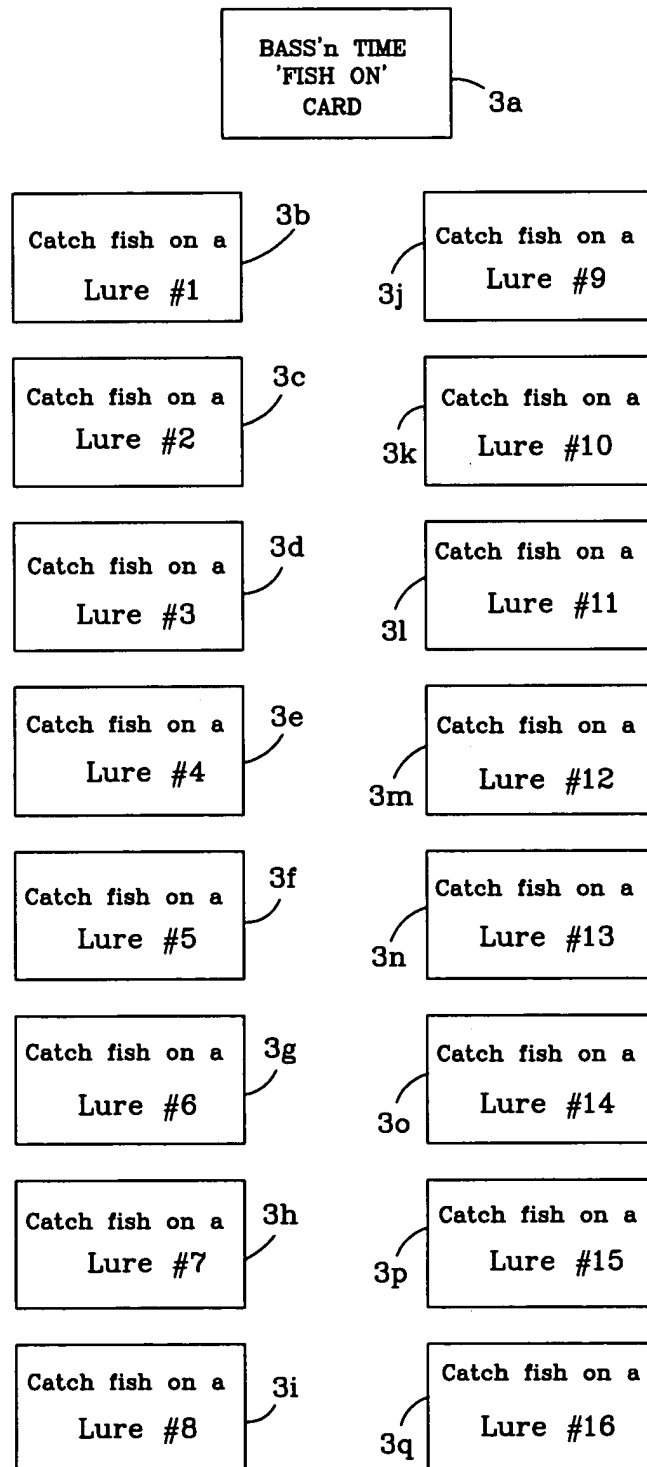 BASS'n TIME
'FISH ON'
CARD
3a
Catch fish on a
Lure #1
3b
Catch fish on a
Lure #2
3c
Catch fish on a
Lure #3
3d
Catch fish on a
Lure #4
3e
Catch fish on a
Lure #5
3f
Catch fish on a
Lure #6
3g
Catch fish on a
Lure #7
3h
Catch fish on a
Lure #8
3i
Catch fish on a
Lure #9
3j
Catch fish on a
Lure #10
3k
Catch fish on a
Lure #11
3l
Catch fish on a
Lure #12
3m
Catch fish on a
Lure #13
3n
Catch fish on a
Lure #14
3o
Catch fish on a
Lure #15
3p
Catch fish on a
Lure #16
3q